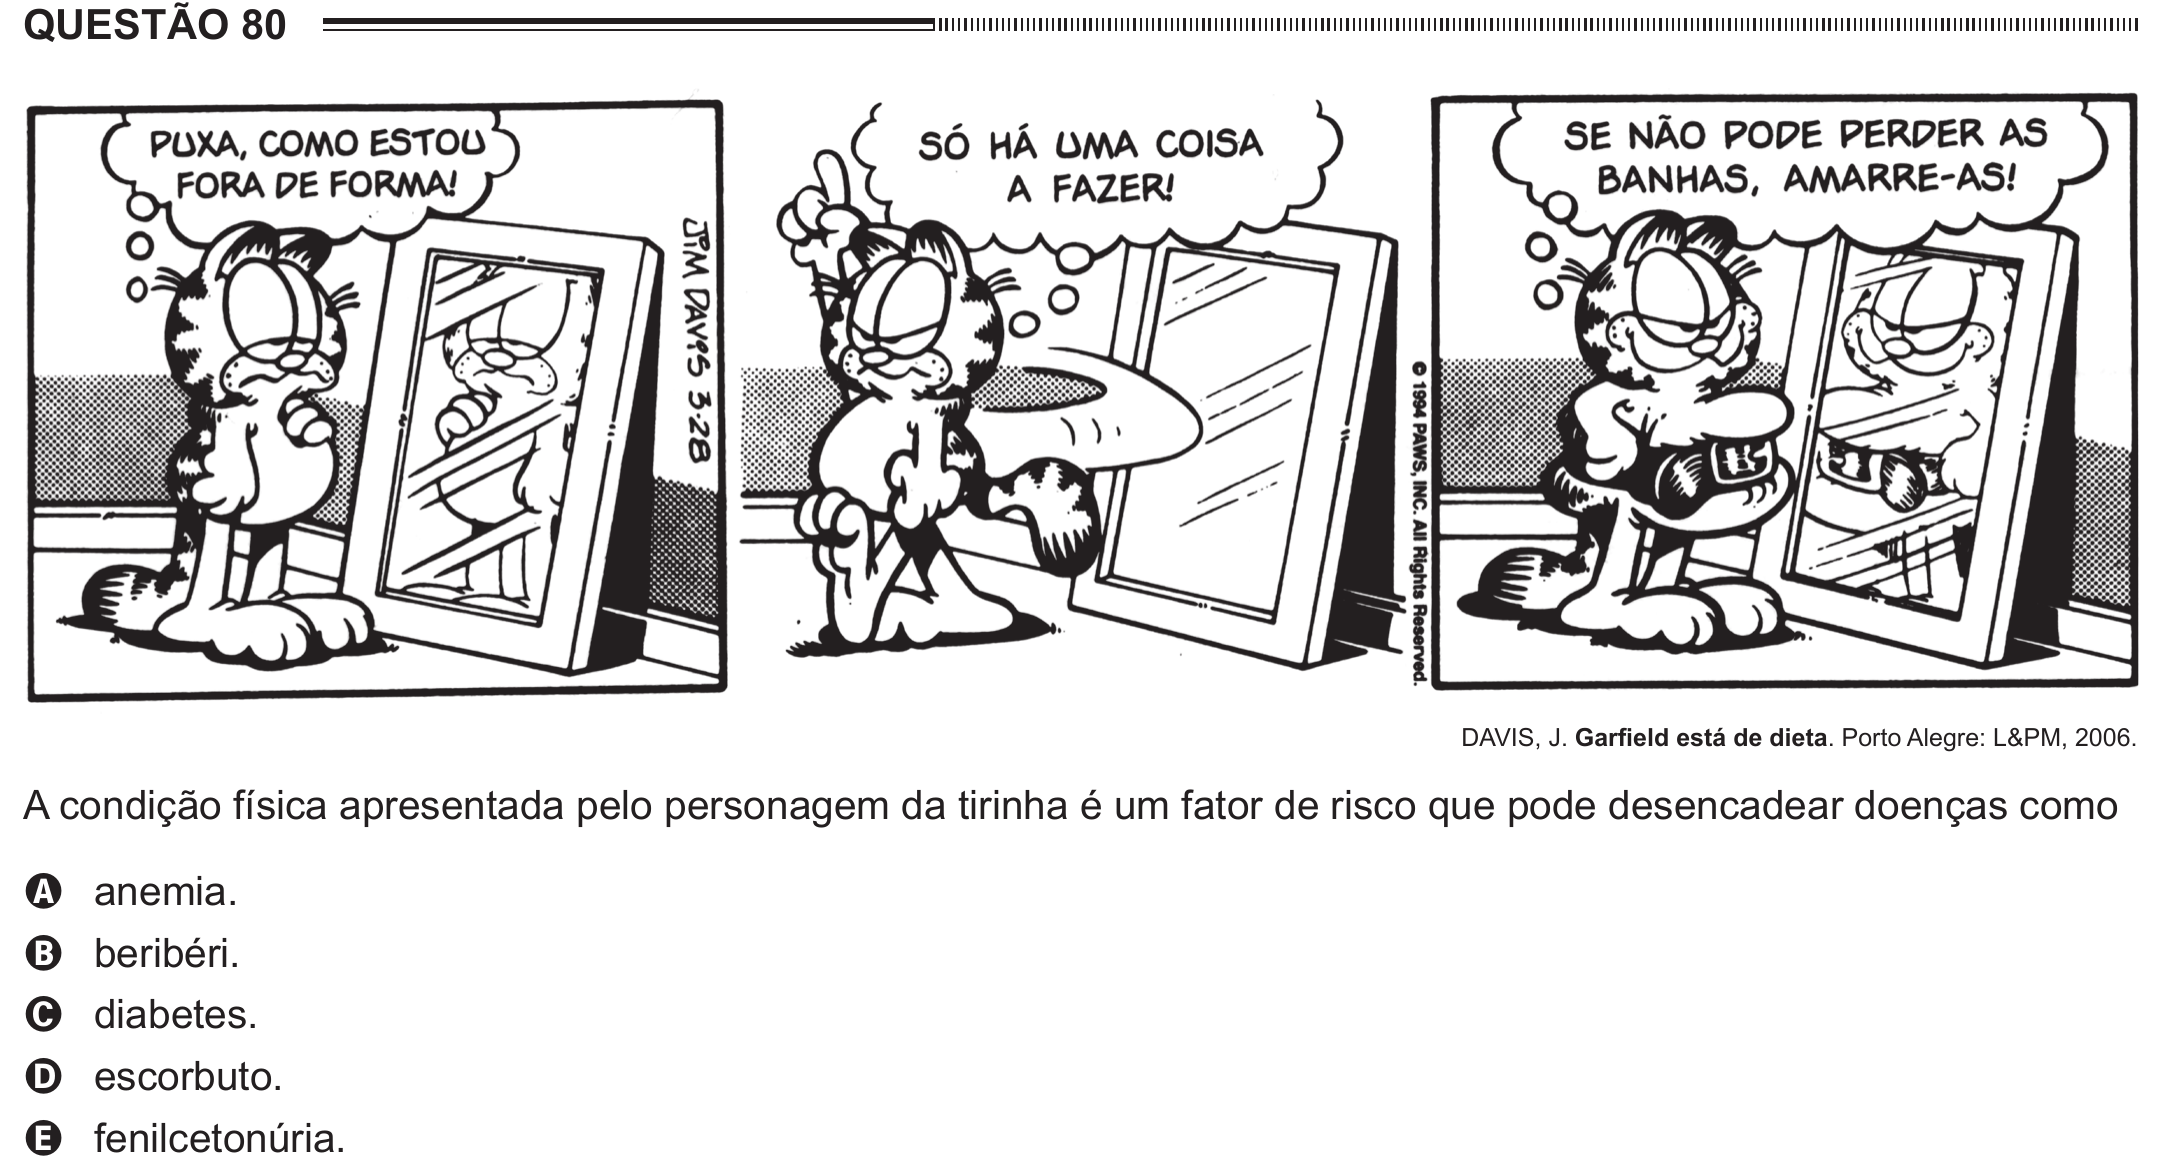 QUESTÃO 80
PUXA, COMO ESTOU
FORA DE FORMA!
JIM DAVIS 3-28
SÓ HÁ UMA COISA
A FAZER!
© 1994 PAWS, INC. All Rights Reserved.
SE NÃO PODE PERDER AS
BANHAS, AMARRE-AS!
DAVIS, J. Garfield está de dieta. Porto Alegre: L&PM, 2006.
A condição física apresentada pelo personagem da tirinha é um fator de risco que pode desencadear doenças como
A anemia.
B beribéri.
C diabetes.
D escorbuto.
E fenilcetonúria.